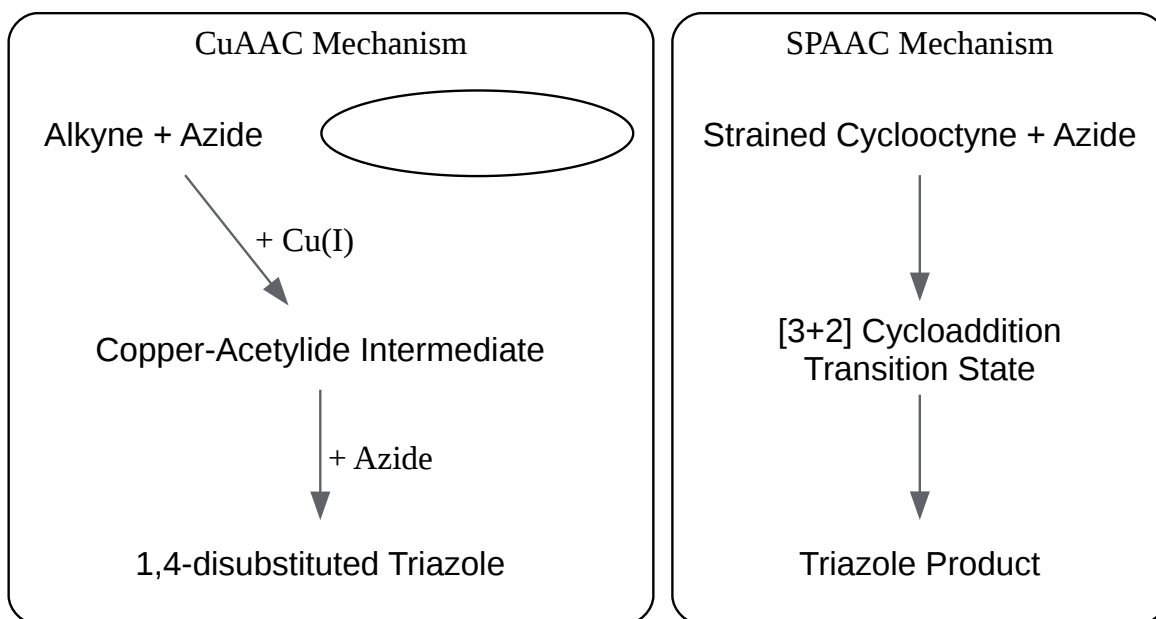 CuAAC Mechanism
Alkyne + Azide
+ Cu(I)
Copper-Acetylide Intermediate
+ Azide
1,4-disubstituted Triazole
SPAAC Mechanism
Strained Cyclooctyne + Azide
[3+2] Cycloaddition
Transition State
Triazole Product